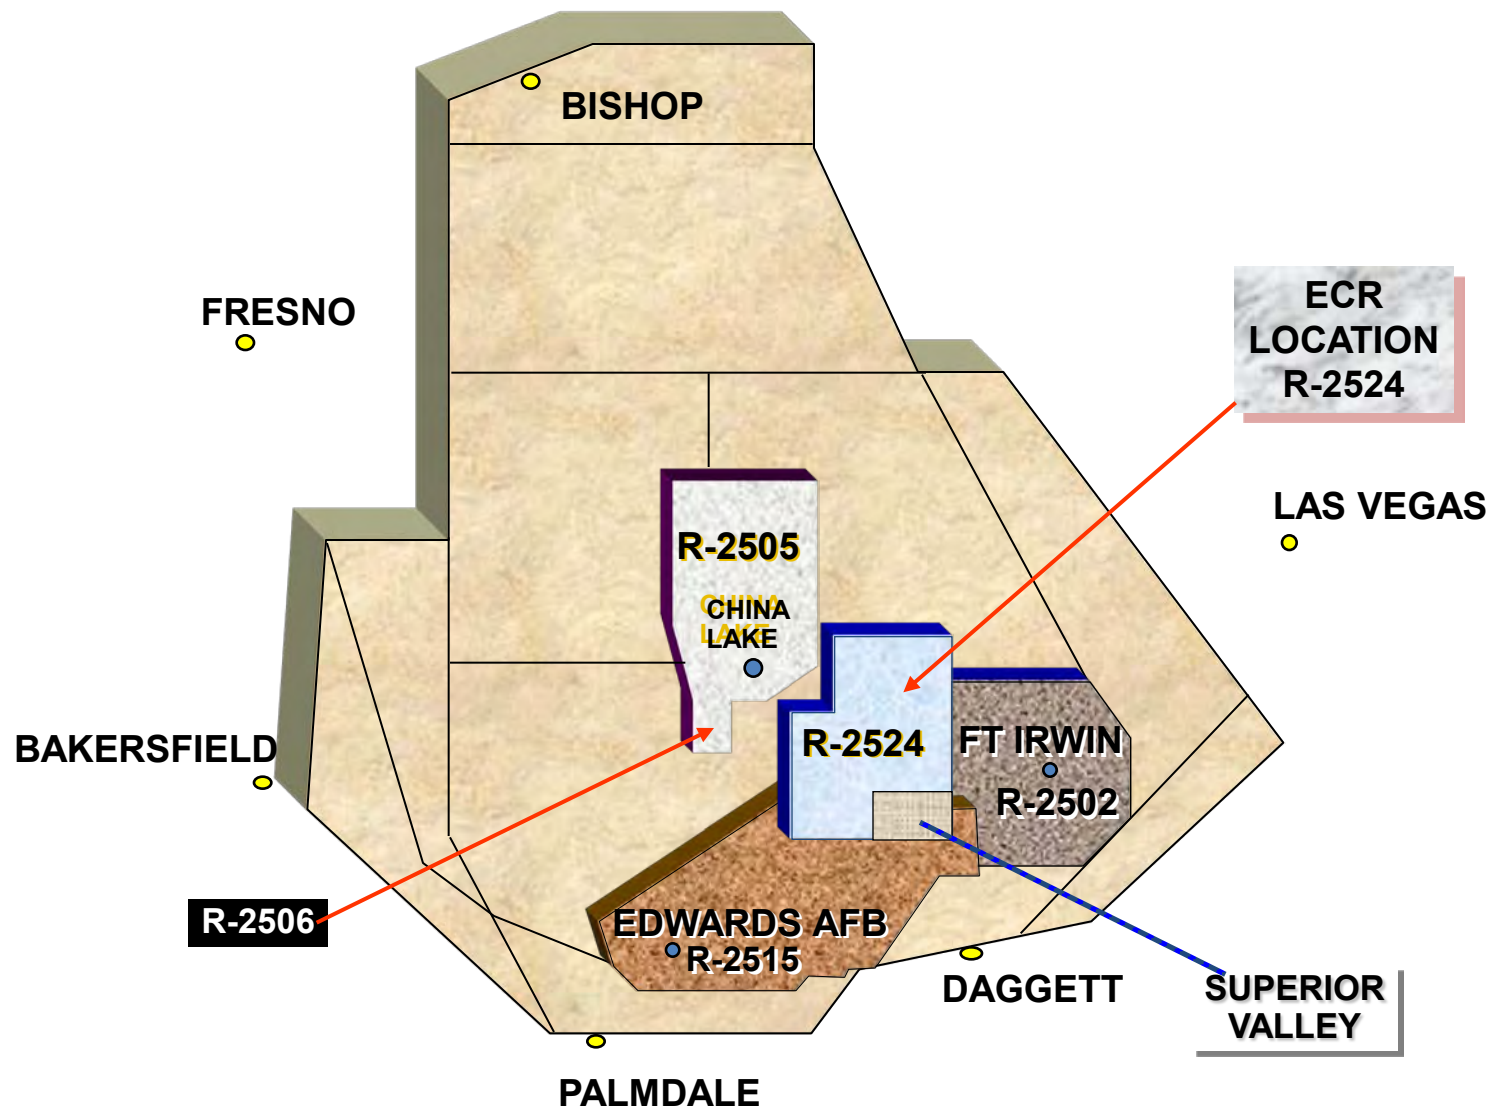 BISHOP
FRESNO
ECR
LOCATION
R-2524
LAS VEGAS
R-2505
CHINA
LAKE
BAKERSFIELD
R-2524
FT IRWIN
R-2502
R-2506
EDWARDS AFB
R-2515
DAGGETT
SUPERIOR
VALLEY
PALMDALE